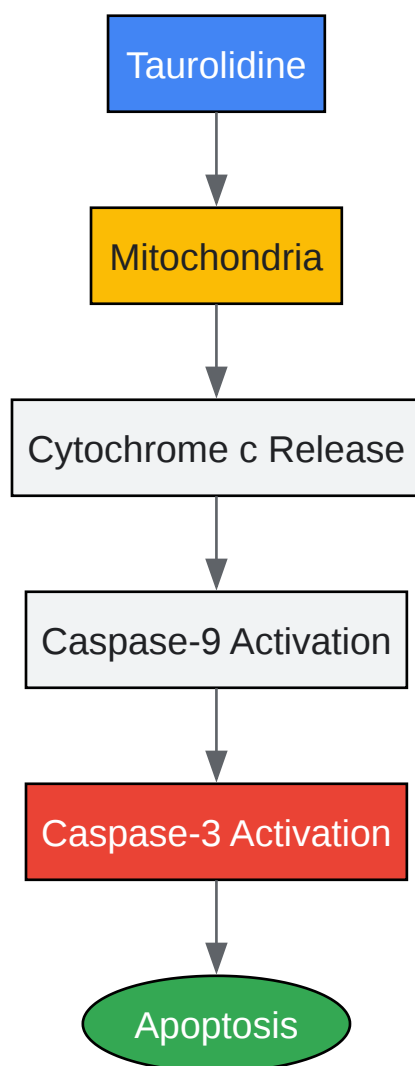 Taurolidine
Mitochondria
Cytochrome c Release
Caspase-9 Activation
Caspase-3 Activation
Apoptosis